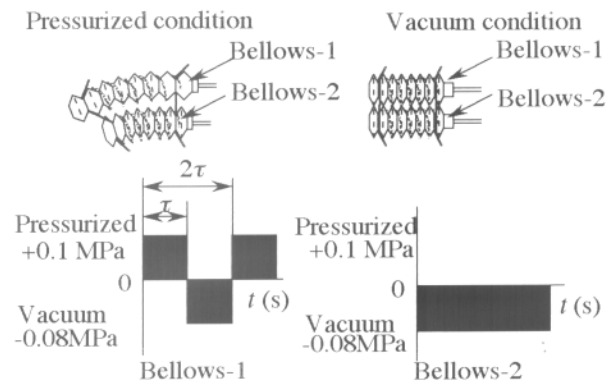 Pressurized condition
Vacuum condition
Bellows-1
Bellows-2
Bellows-1
Bellows-2
2τ
τ
Pressurized
+0.1 MPa
0
Vacuum
-0.08MPa
t (s)
Bellows-1
Pressurized
+0.1 MPa
0
Vacuum
-0.08MPa
t (s)
Bellows-2